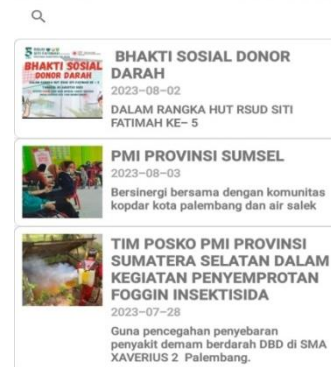 RSUD SITI FATIMAH
BHAKTI SOSIAL
DONOR DARAH
BHAKTI SOSIAL DONOR
DARAH
2023-08-02
DALAM RANGKA HUT RSUD SITI
FATIMAH KE- 5
PMI PROVINSI SUMSEL
2023-08-03
Bersinergi bersama dengan komunitas
kopdar kota palembang dan air salek
TIM POSKO PMI PROVINSI
SUMATERA SELATAN DALAM
KEGIATAN PENYEMPROTAN
FOGGIN INSEKTISIDA
2023-07-28
Guna pencegahan penyebaran
penyakit demam berdarah DBD di SMA
XAVERIUS 2 Palembang.